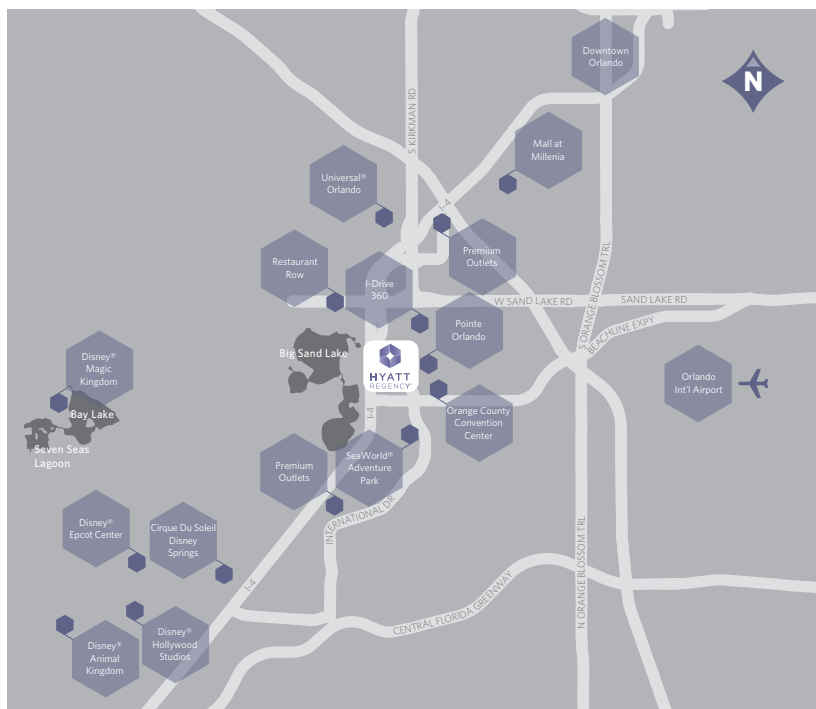 Downtown
Orlando
N
S KIRKMAN RD
Mall at
Millenia
Universal®
Orlando
I-4
Premium
Outlets
Restaurant
Row
I-Drive
360
W SAND LAKE RD
SAND LAKE RD
S ORANGE BLOSSOM TRL
BEACHLINE EXPY
Pointe
Orlando
Big Sand Lake
HYATT
REGENCY®
Disney®
Magic
Kingdom
Orlando
Int'l Airport
I-4
Bay Lake
Orange County
Convention
Center
Seven Seas
Lagoon
Premium
Outlets
SeaWorld®
Adventure
Park
INTERNATIONAL DR
Disney®
Epcot Center
Cirque Du Soleil
Disney
Springs
I-4
N ORANGE BLOSSOM TRL
CENTRAL FLORIDA GREENWAY
Disney®
Animal
Kingdom
Disney®
Hollywood
Studios